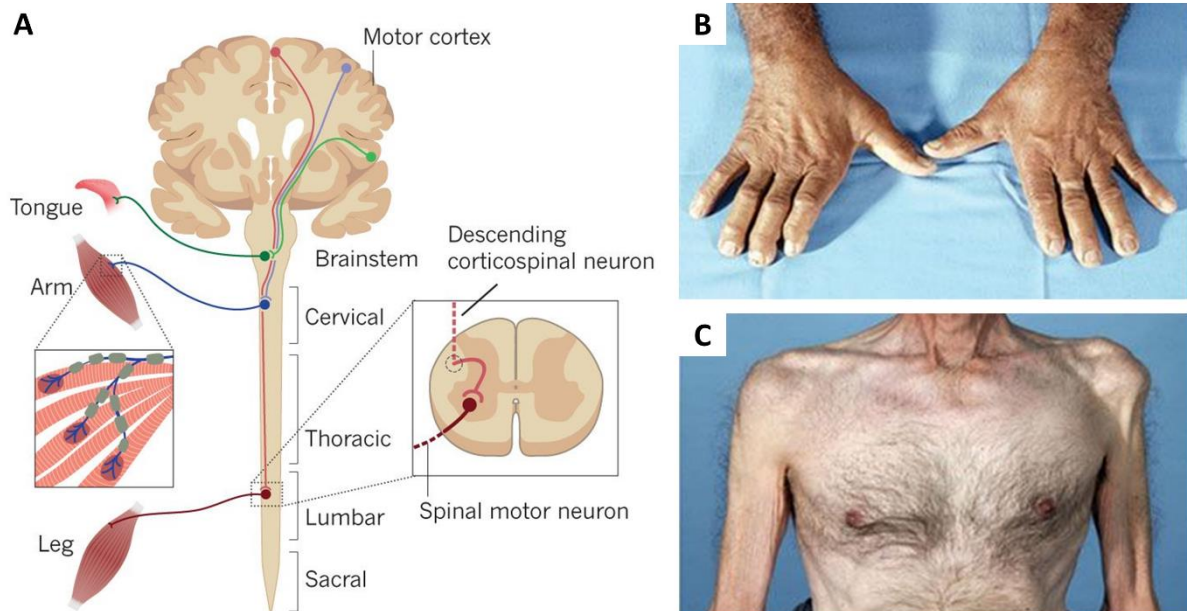 A
Motor cortex
Tongue
Brainstem
Arm
Cervical
Descending
corticospinal neuron
Thoracic
Spinal motor neuron
Lumbar
Leg
Sacral
B
C